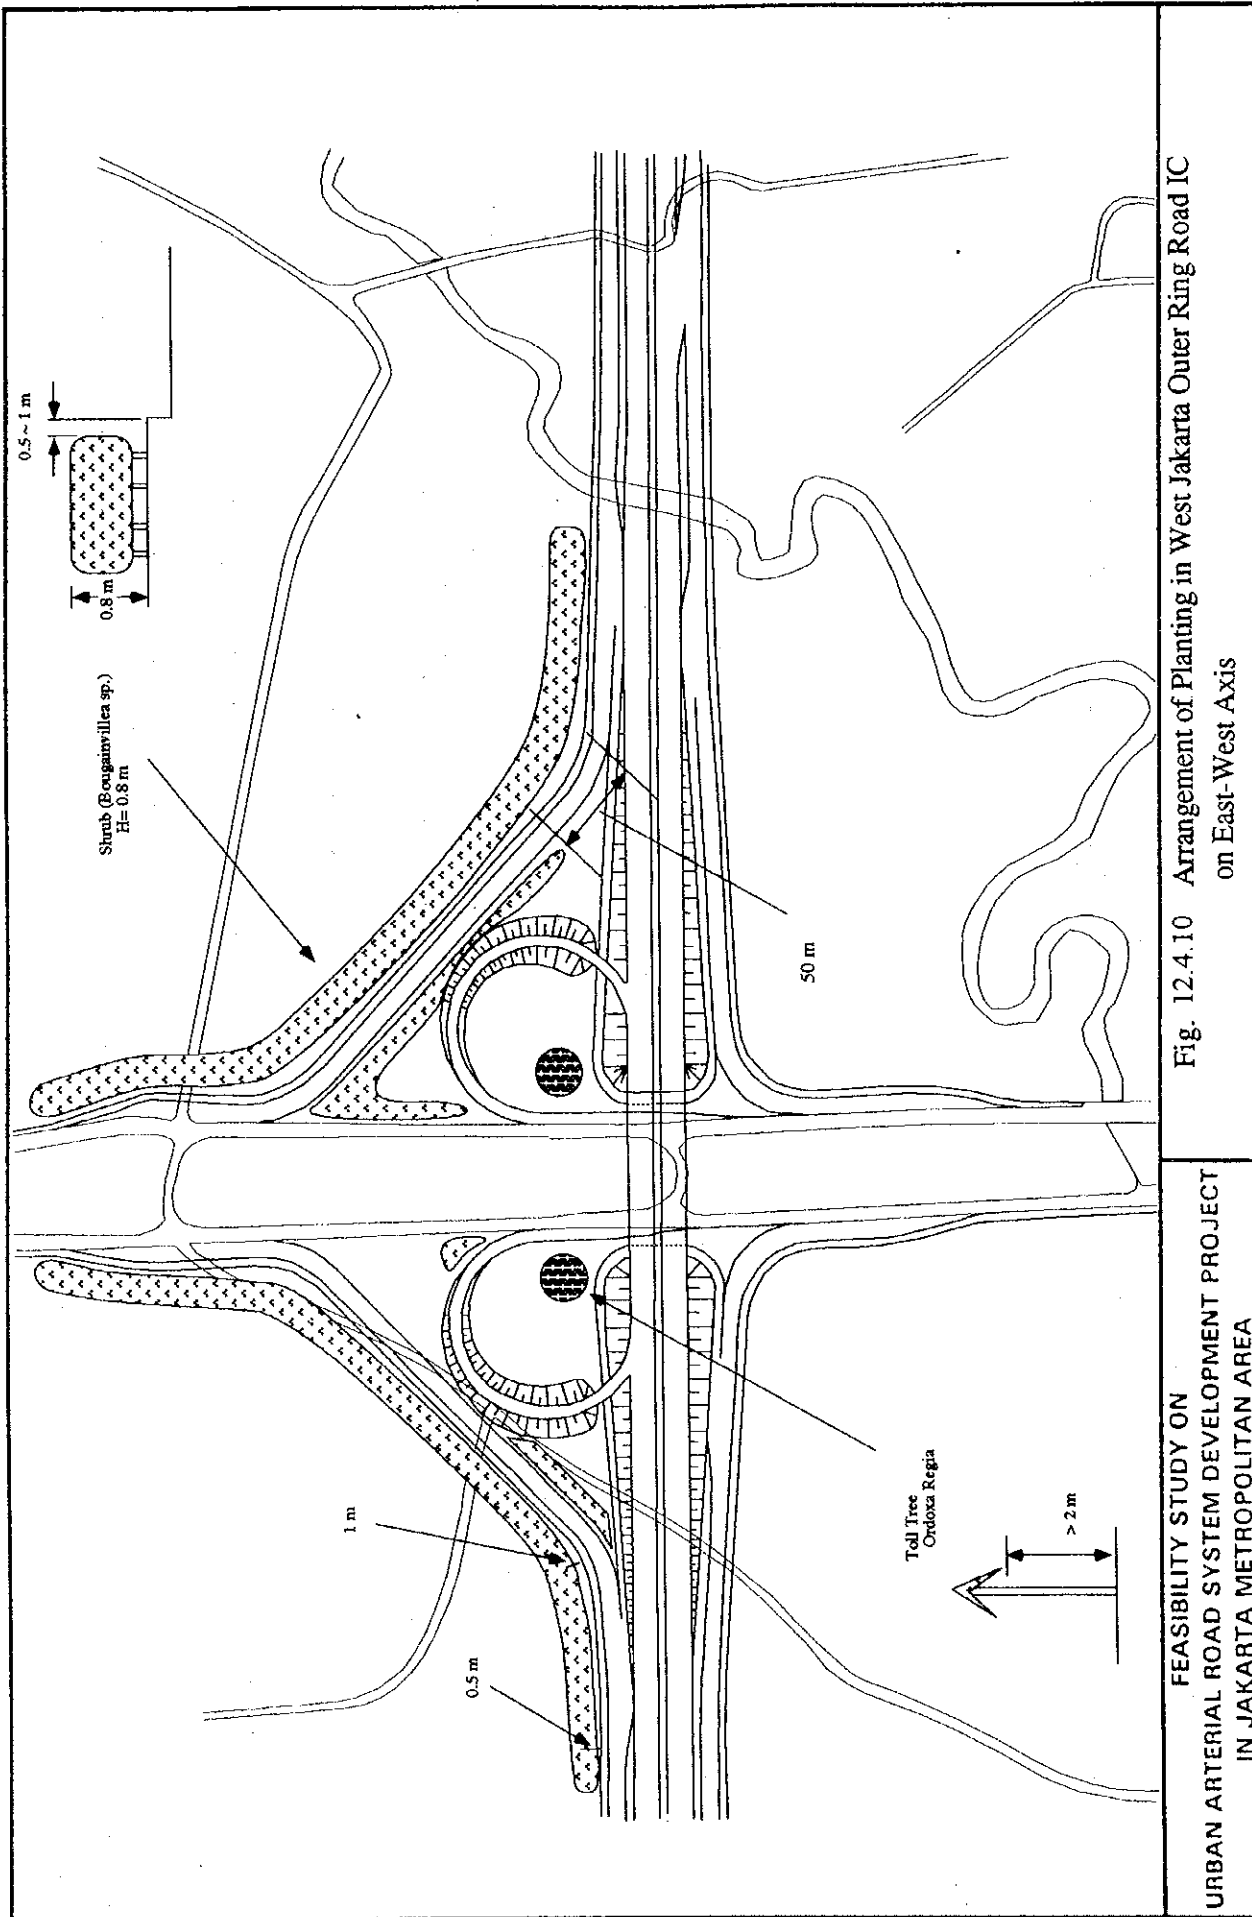 0.5 ~ 1 m
0.8 m
Shrub (Bougainvillea sp.)
H= 0.8 m
1 m
0.5 m
50 m
Toll Tree
Ordoxa Regia
> 2 m
FEASIBILITY STUDY ON
URBAN ARTERIAL ROAD SYSTEM DEVELOPMENT PROJECT
IN JAKARTA METROPOLITAN AREA
Fig. 12.4.10 Arrangement of Planting in West Jakarta Outer Ring Road IC
on East-West Axis